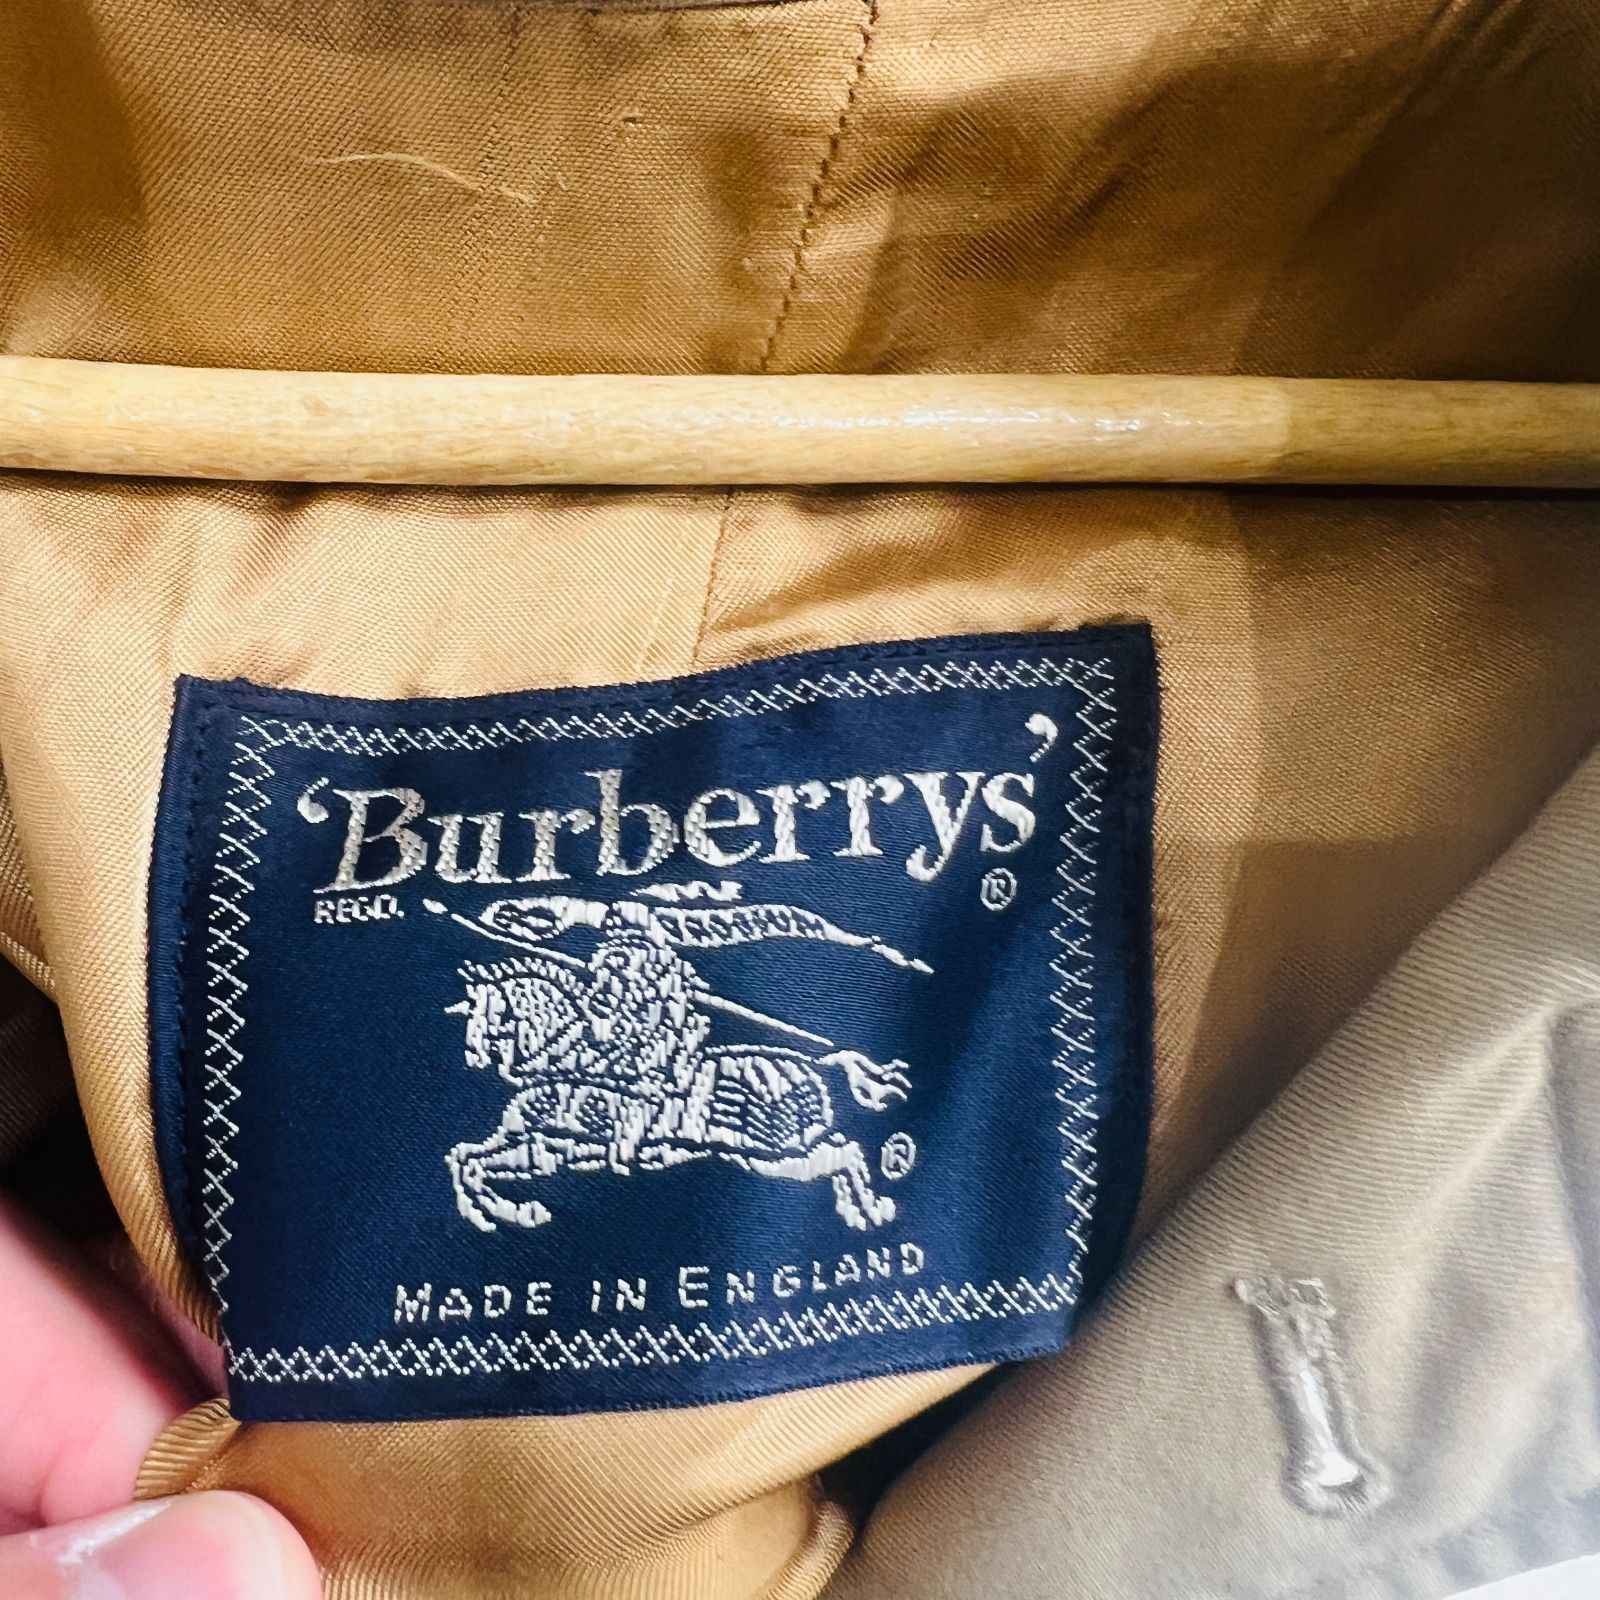 ‘Burberrys’
REGD. ®
®
MADE IN ENGLAND